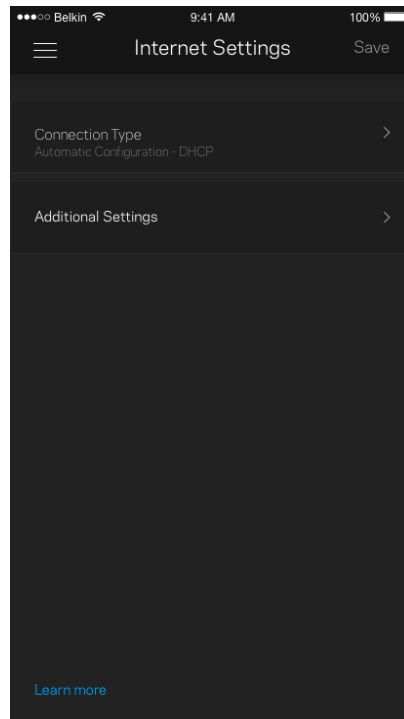 ●●●○○ Belkin 9:41 AM 100%
Internet Settings Save
Connection Type
Automatic Configuration - DHCP
Additional Settings
Learn more